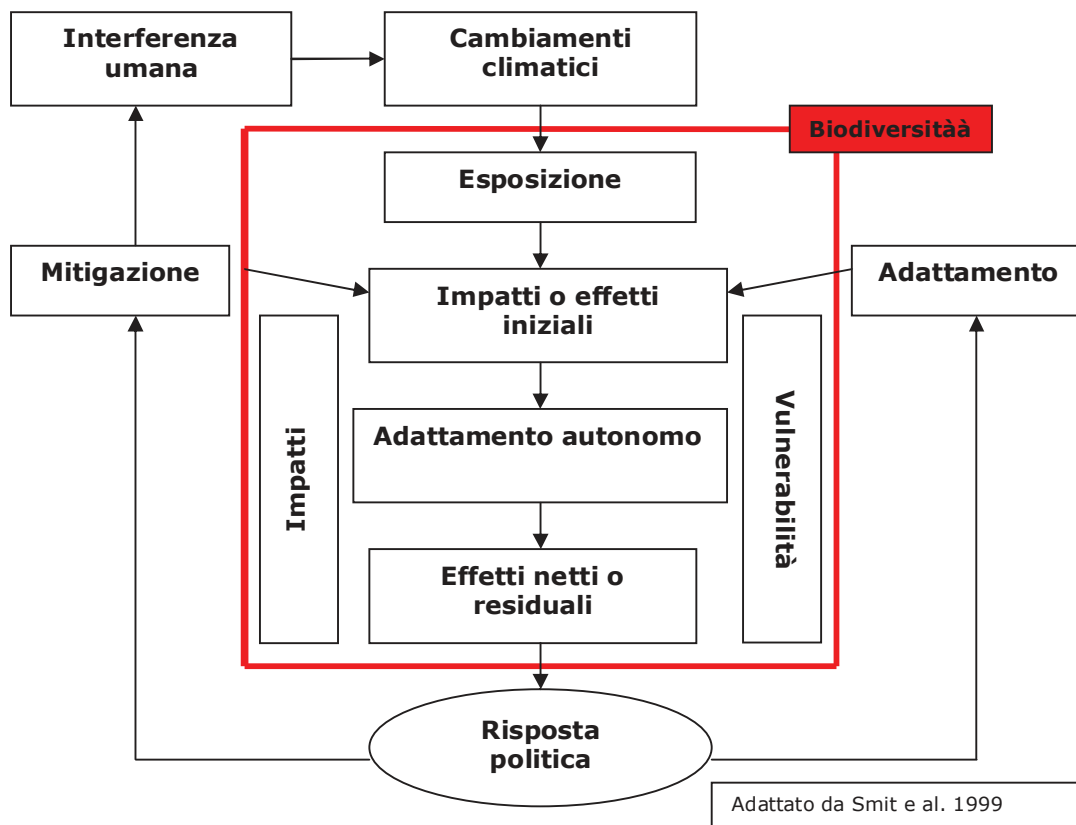 Interferenza
umana
Cambiamenti
climatici
Biodiversitàà
Esposizione
Mitigazione
Impatti o effetti
iniziali
Adattamento
Impatti
Adattamento autonomo
Vulnerabilità
Effetti netti o
residuali
Risposta
politica
Adattato da Smit e al. 1999